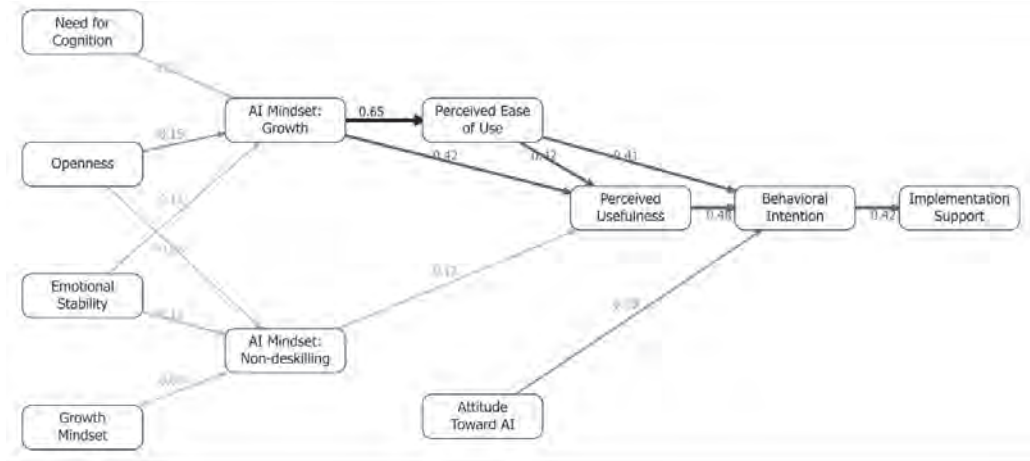 Need for
Cognition
AI Mindset:
Growth
0.65
Perceived Ease
of Use
0.15
Openness
0.42
0.42
0.41
Perceived
Usefulness
0.48
Behavioral
Intention
0.42
Implementation
Support
Emotional
Stability
0.17
AI Mindset:
Non-deskilling
Attitude
Toward AI
Growth
Mindset